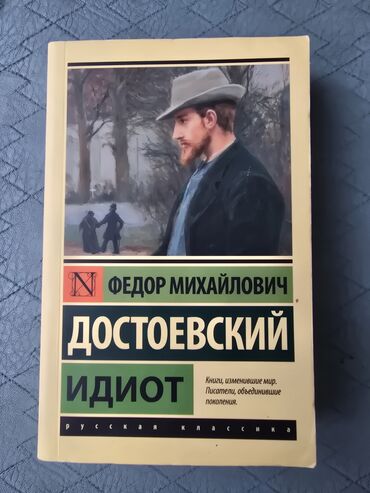 N
ФЕДОР МИХАЙЛОВИЧ
ДОСТОЕВСКИЙ
ИДИОТ
Книги, изменившие мир.
Писатели, объединившие
поколения.
русская классика